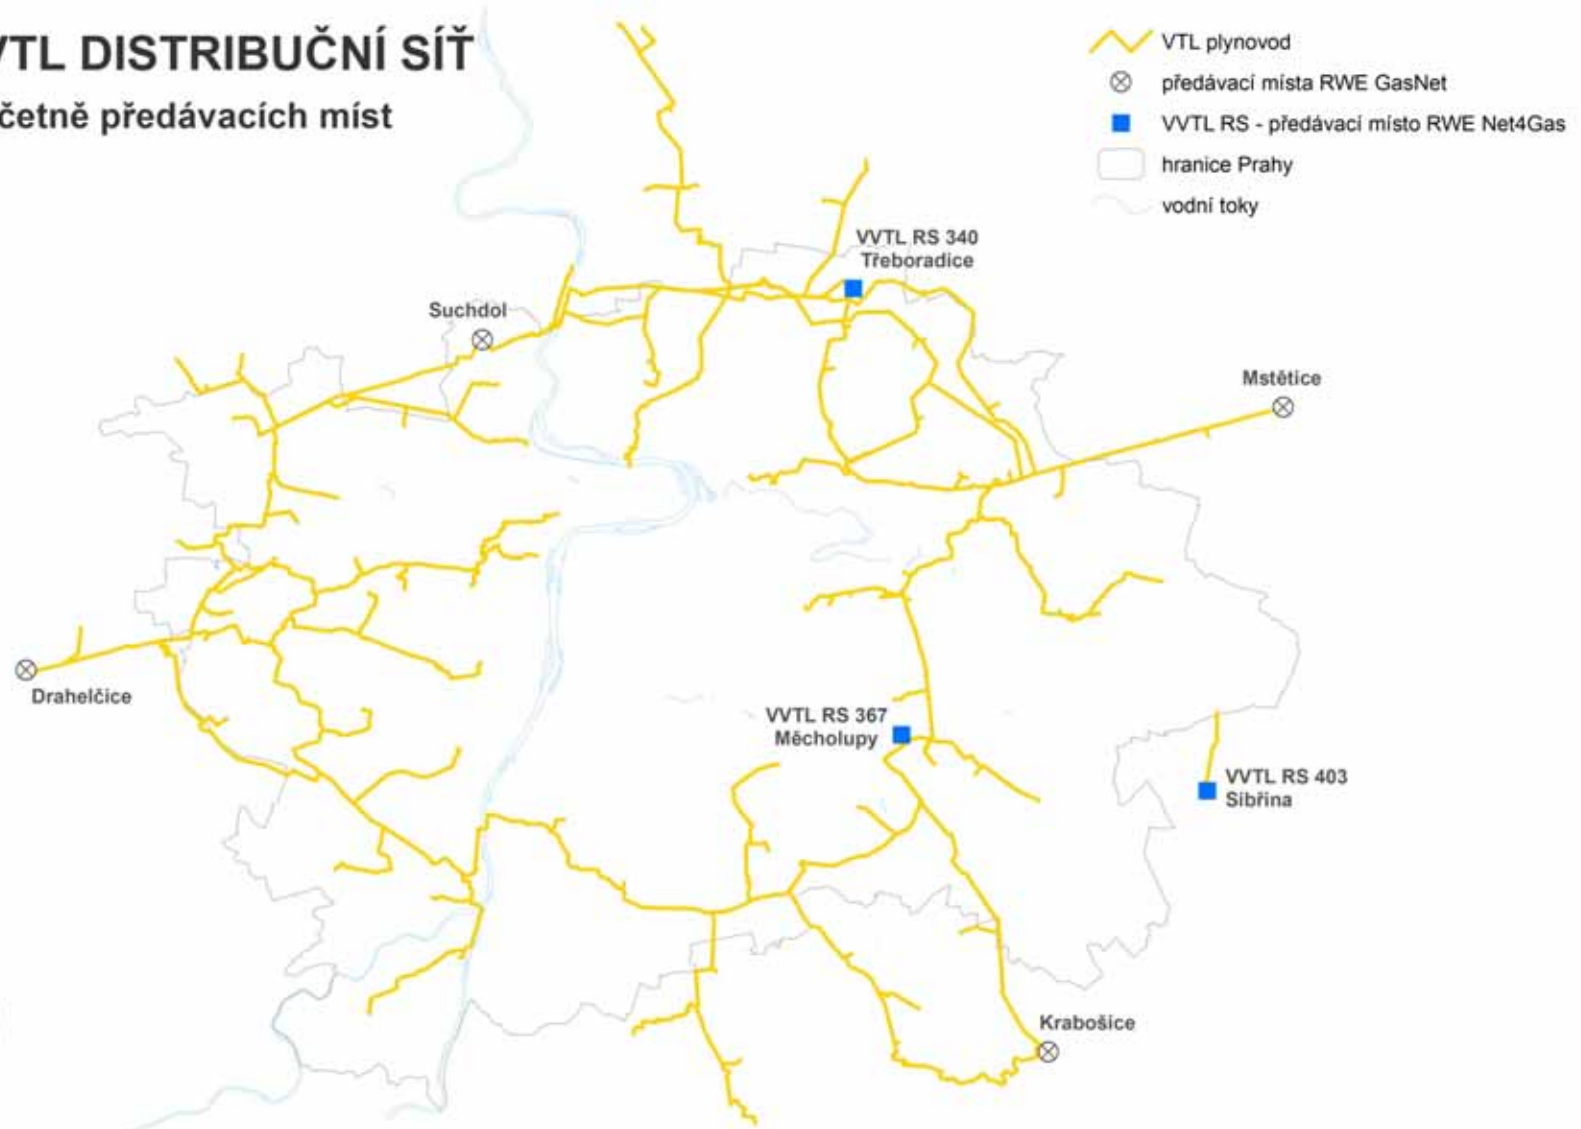 VTL DISTRIBUČNÍ SÍŤ
četně předávacích míst
VTL plynovod
předávací místa RWE GasNet
VVTL RS - předávací místo RWE Net4Gas
hranice Prahy
vodní toky
VVTL RS 340
Třeboradice
Suchdol
Mstětice
Drahelčice
VVTL RS 367
Měcholupy
VVTL RS 403
Sibřina
Krabošice